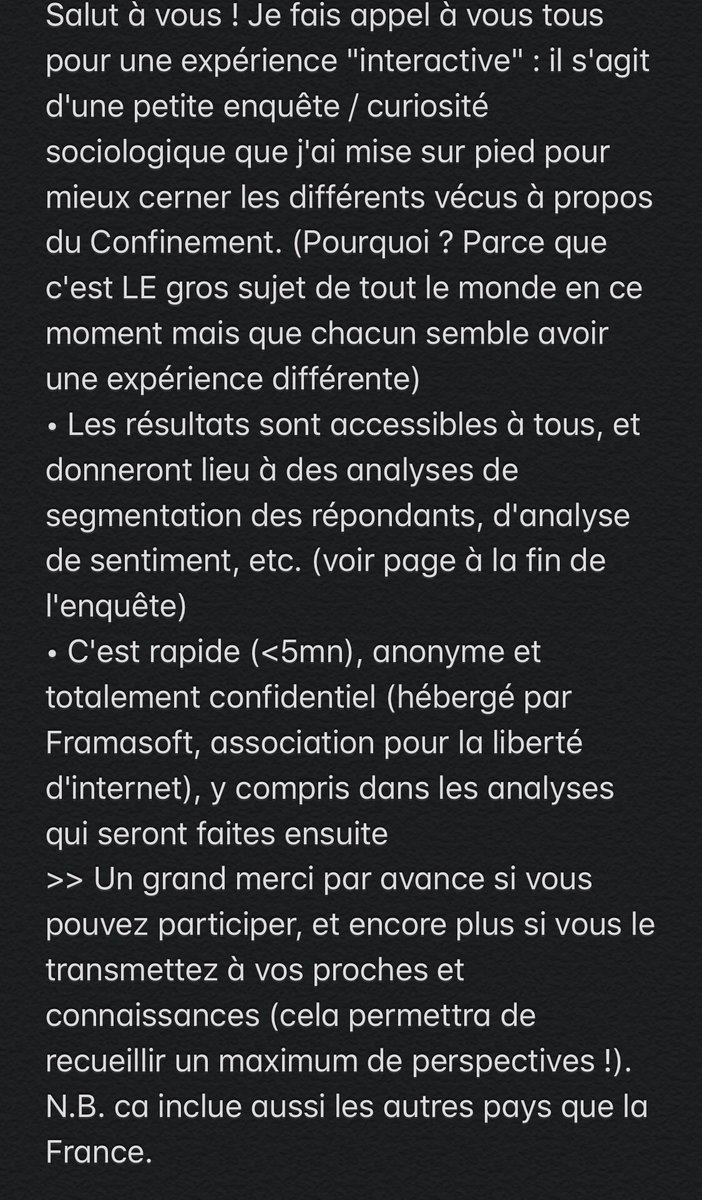 Salut à vous ! Je fais appel à vous tous
pour une expérience "interactive" : il s'agit
d'une petite enquête / curiosité
sociologique que j'ai mise sur pied pour
mieux cerner les différents vécus à propos
du Confinement. (Pourquoi ? Parce que
c'est LE gros sujet de tout le monde en ce
moment mais que chacun semble avoir
une expérience différente)
• Les résultats sont accessibles à tous, et
donneront lieu à des analyses de
segmentation des répondants, d'analyse
de sentiment, etc. (voir page à la fin de
l'enquête)
• C'est rapide (<5mn), anonyme et
totalement confidentiel (hébergé par
Framasoft, association pour la liberté
d'internet), y compris dans les analyses
qui seront faites ensuite
>> Un grand merci par avance si vous
pouvez participer, et encore plus si vous le
transmettez à vos proches et
connaissances (cela permettra de
recueillir un maximum de perspectives !).
N.B. ca inclue aussi les autres pays que la
France.